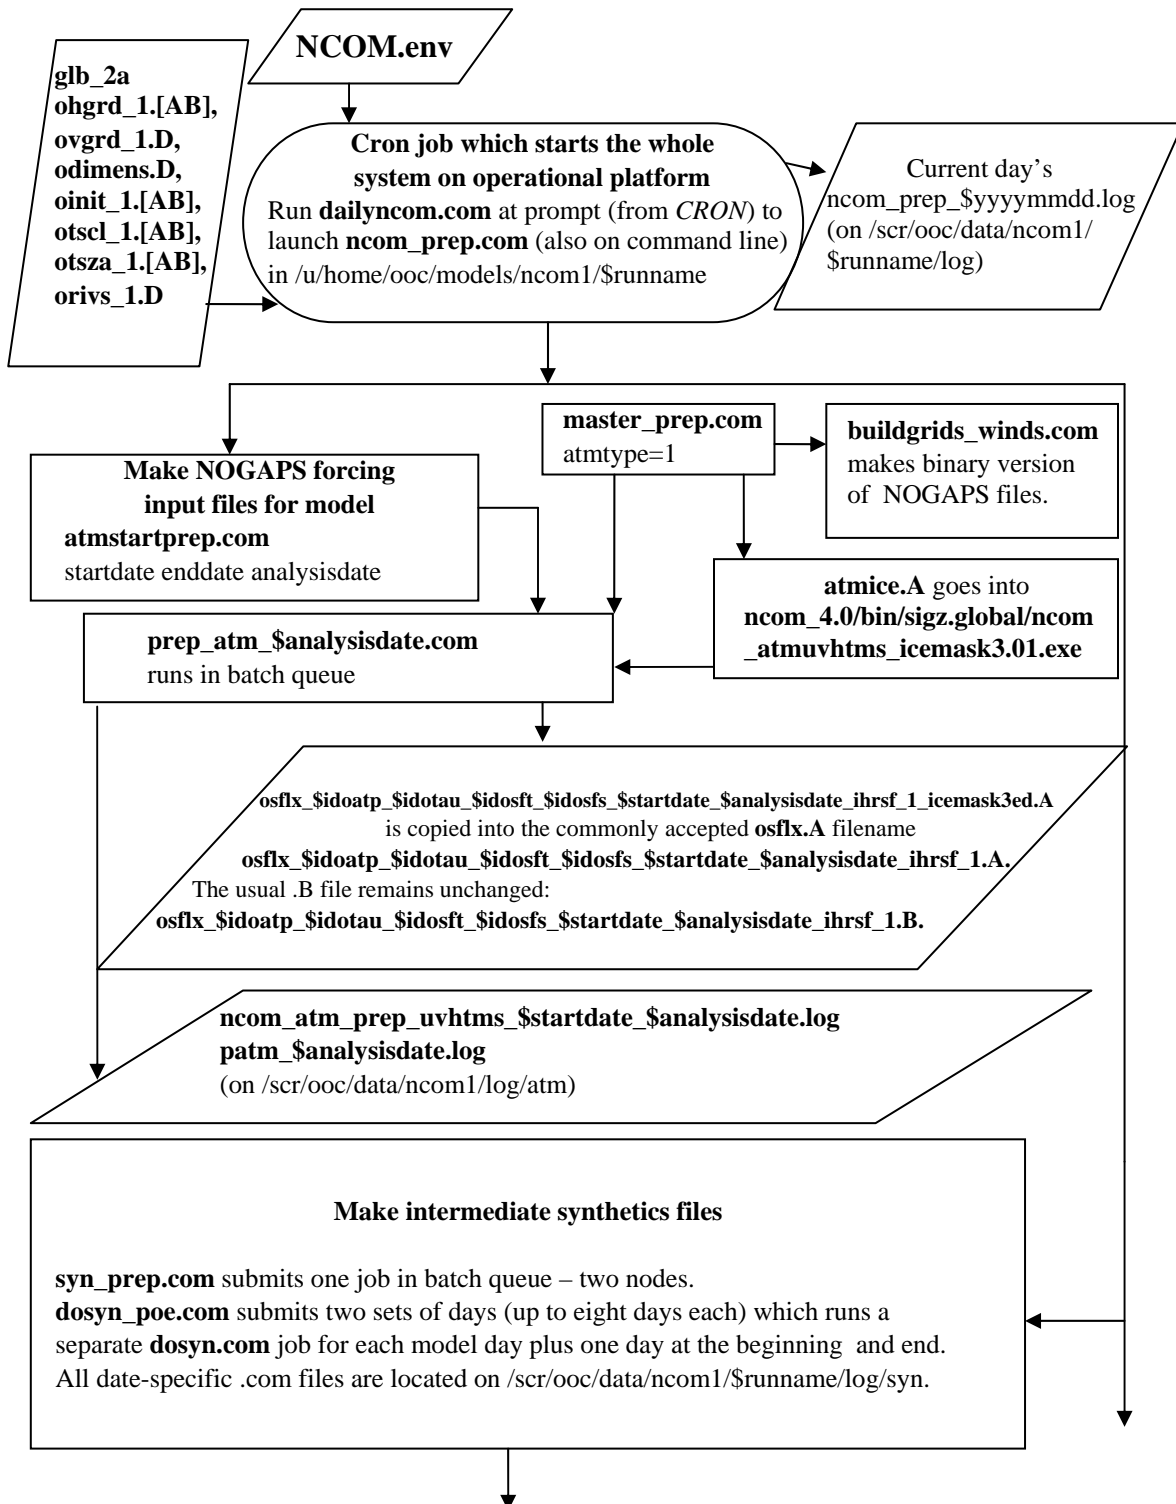 NCOM.env
glb_2a
ohgrd_1.[AB],
ovgrd_1.D,
odimens.D,
oinit_1.[AB],
otscl_1.[AB],
otsza_1.[AB],
orivs_1.D
Cron job which starts the whole
system on operational platform
Run dailyncom.com at prompt (from CRON) to
launch ncom_prep.com (also on command line)
in /u/home/ooc/models/ncom1/$runname
Current day's
ncom_prep_$yyyymmdd.log
(on /scr/ooc/data/ncom1/
$runname/log)
master_prep.com
atmtype=1
buildgrids_winds.com
makes binary version
of NOGAPS files.
Make NOGAPS forcing
input files for model
atmstartprep.com
startdate enddate analysisdate
atmice.A goes into
ncom_4.0/bin/sigz.global/ncom
_atmuvhtms_icemask3.01.exe
prep_atm_$analysisdate.com
runs in batch queue
osflx_$idoatp_$idotau_$idosft_$idosfs_$startdate_$analysisdate_ihrsf_1_icemask3ed.A
is copied into the commonly accepted osflx.A filename
osflx_$idoatp_$idotau_$idosft_$idosfs_$startdate_$analysisdate_ihrsf_1.A.
The usual .B file remains unchanged:
osflx_$idoatp_$idotau_$idosft_$idosfs_$startdate_$analysisdate_ihrsf_1.B.
ncom_atm_prep_uvhtms_$startdate_$analysisdate.log
patm_$analysisdate.log
(on /scr/ooc/data/ncom1/log/atm)
Make intermediate synthetics files
syn_prep.com submits one job in batch queue – two nodes.
dosyn_poe.com submits two sets of days (up to eight days each) which runs a
separate dosyn.com job for each model day plus one day at the beginning and end.
All date-specific .com files are located on /scr/ooc/data/ncom1/$runname/log/syn.